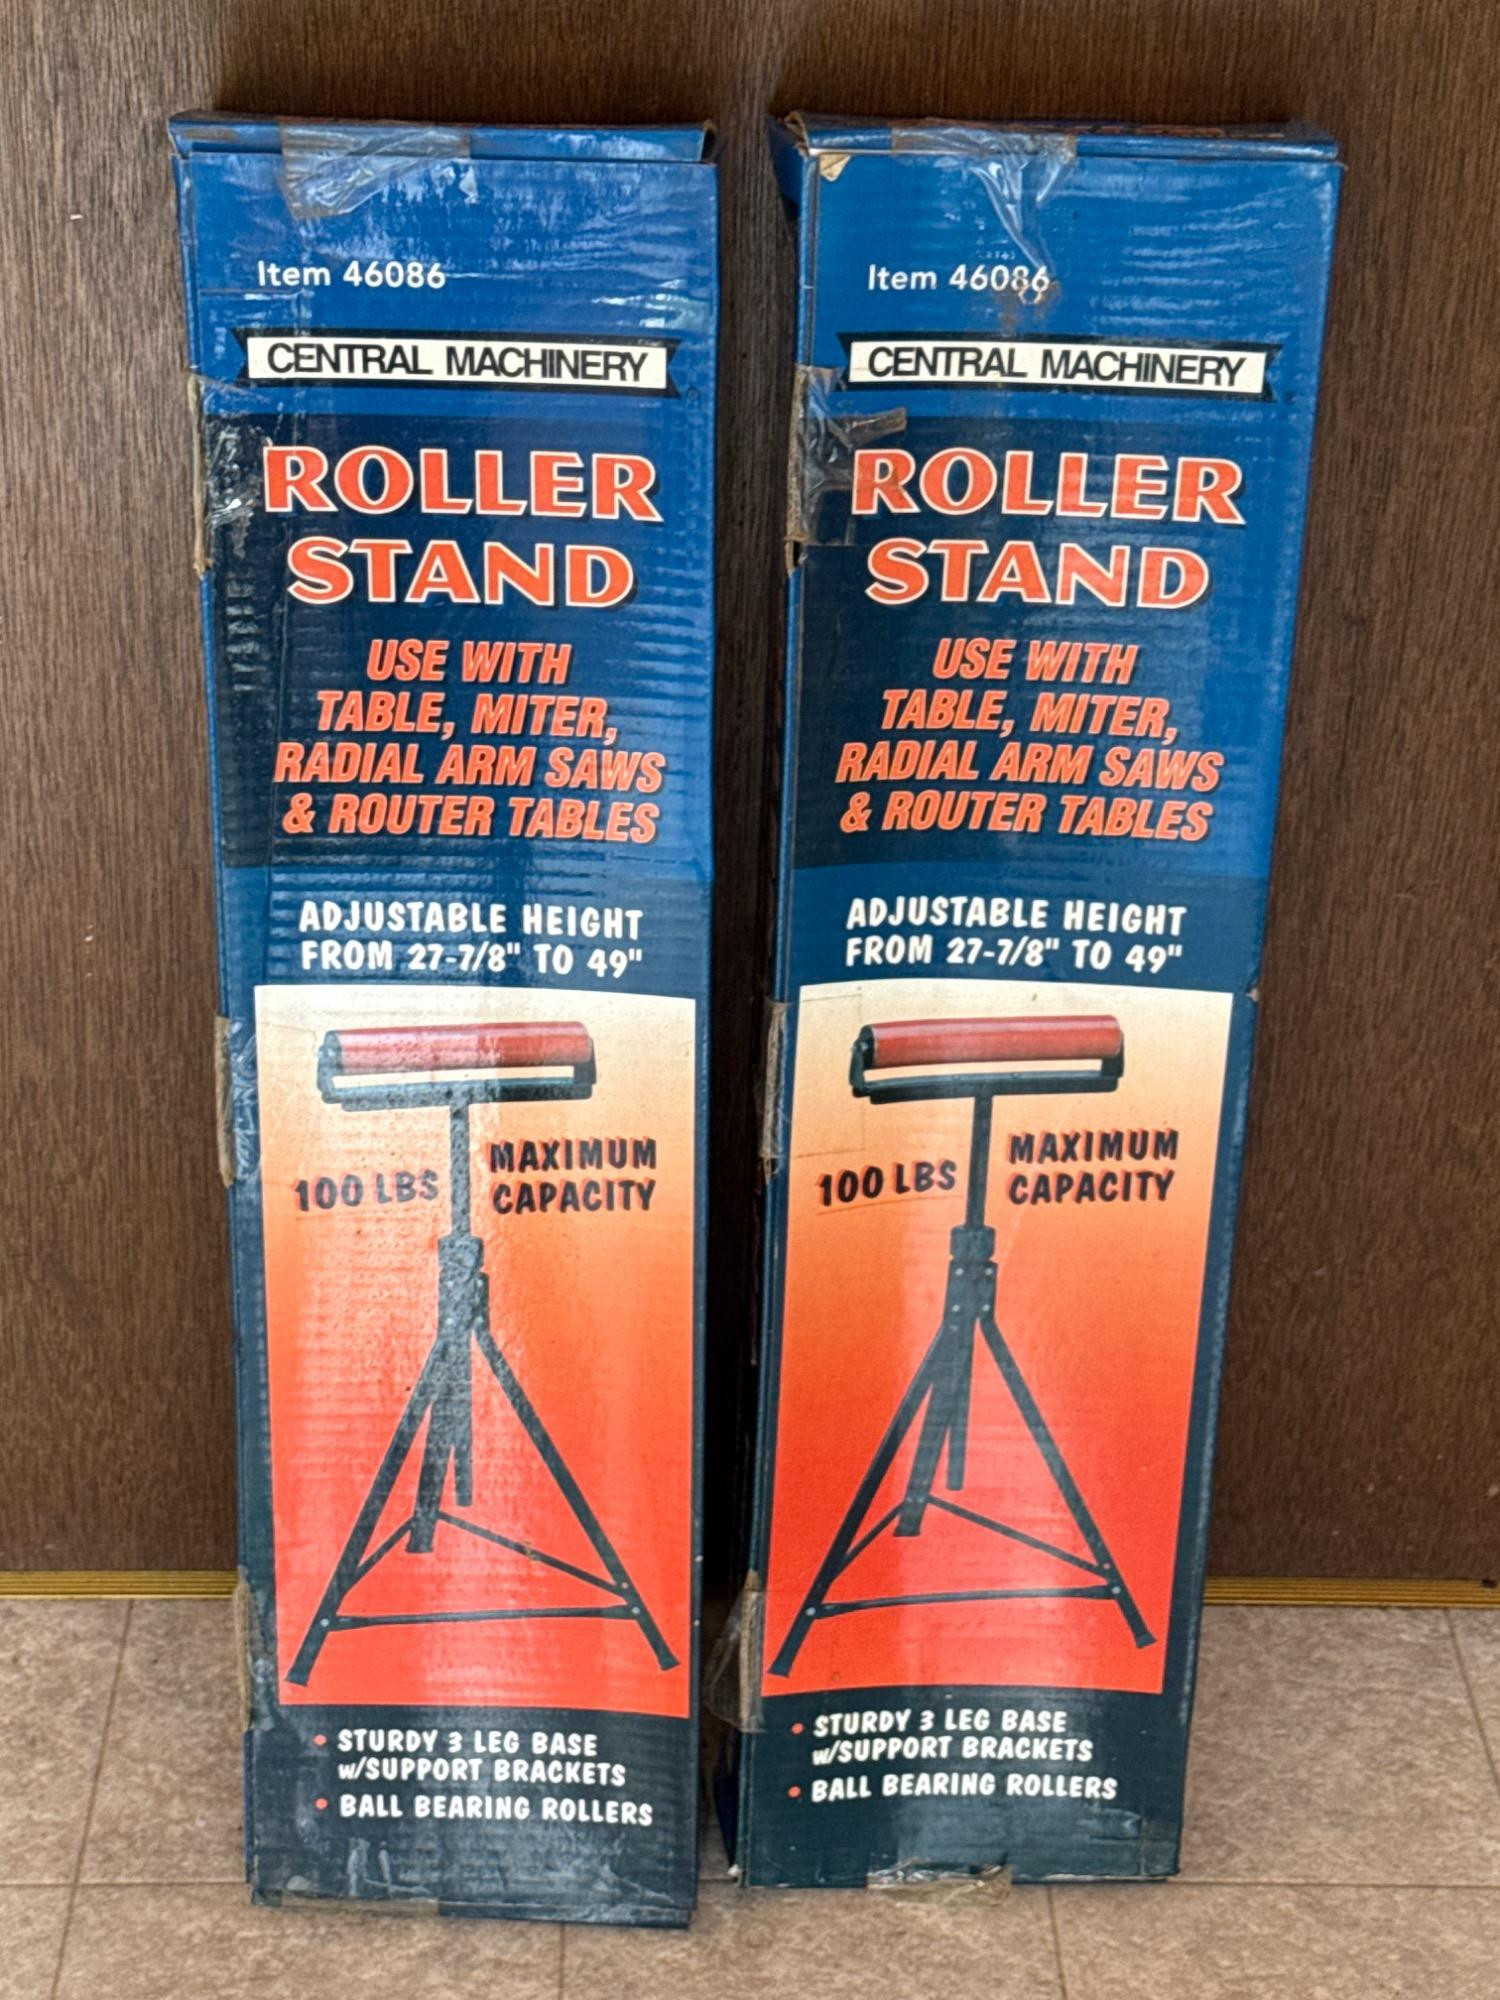 Item 46086
CENTRAL MACHINERY
ROLLER
STAND
USE WITH
TABLE, MITER,
RADIAL ARM SAWS
& ROUTER TABLES
ADJUSTABLE HEIGHT
FROM 27-7/8" TO 49"
100 LBS
MAXIMUM
CAPACITY
• STURDY 3 LEG BASE
w/SUPPORT BRACKETS
• BALL BEARING ROLLERS
Item 46086
CENTRAL MACHINERY
ROLLER
STAND
USE WITH
TABLE, MITER,
RADIAL ARM SAWS
& ROUTER TABLES
ADJUSTABLE HEIGHT
FROM 27-7/8" TO 49"
100 LBS
MAXIMUM
CAPACITY
• STURDY 3 LEG BASE
w/SUPPORT BRACKETS
• BALL BEARING ROLLERS